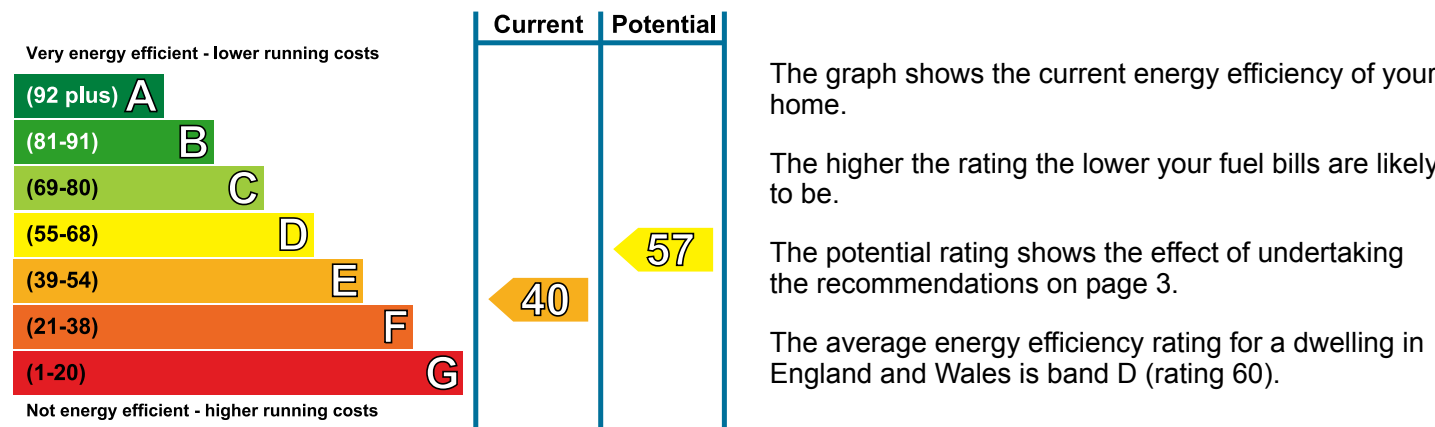 Current Potential
Very energy efficient - lower running costs
(92 plus) A
(81-91) B
(69-80) C
(55-68) D
(39-54) E
(21-38) F
(1-20) G
Not energy efficient - higher running costs
40
57
The graph shows the current energy efficiency of your
home.
The higher the rating the lower your fuel bills are likely
to be.
The potential rating shows the effect of undertaking
the recommendations on page 3.
The average energy efficiency rating for a dwelling in
England and Wales is band D (rating 60).